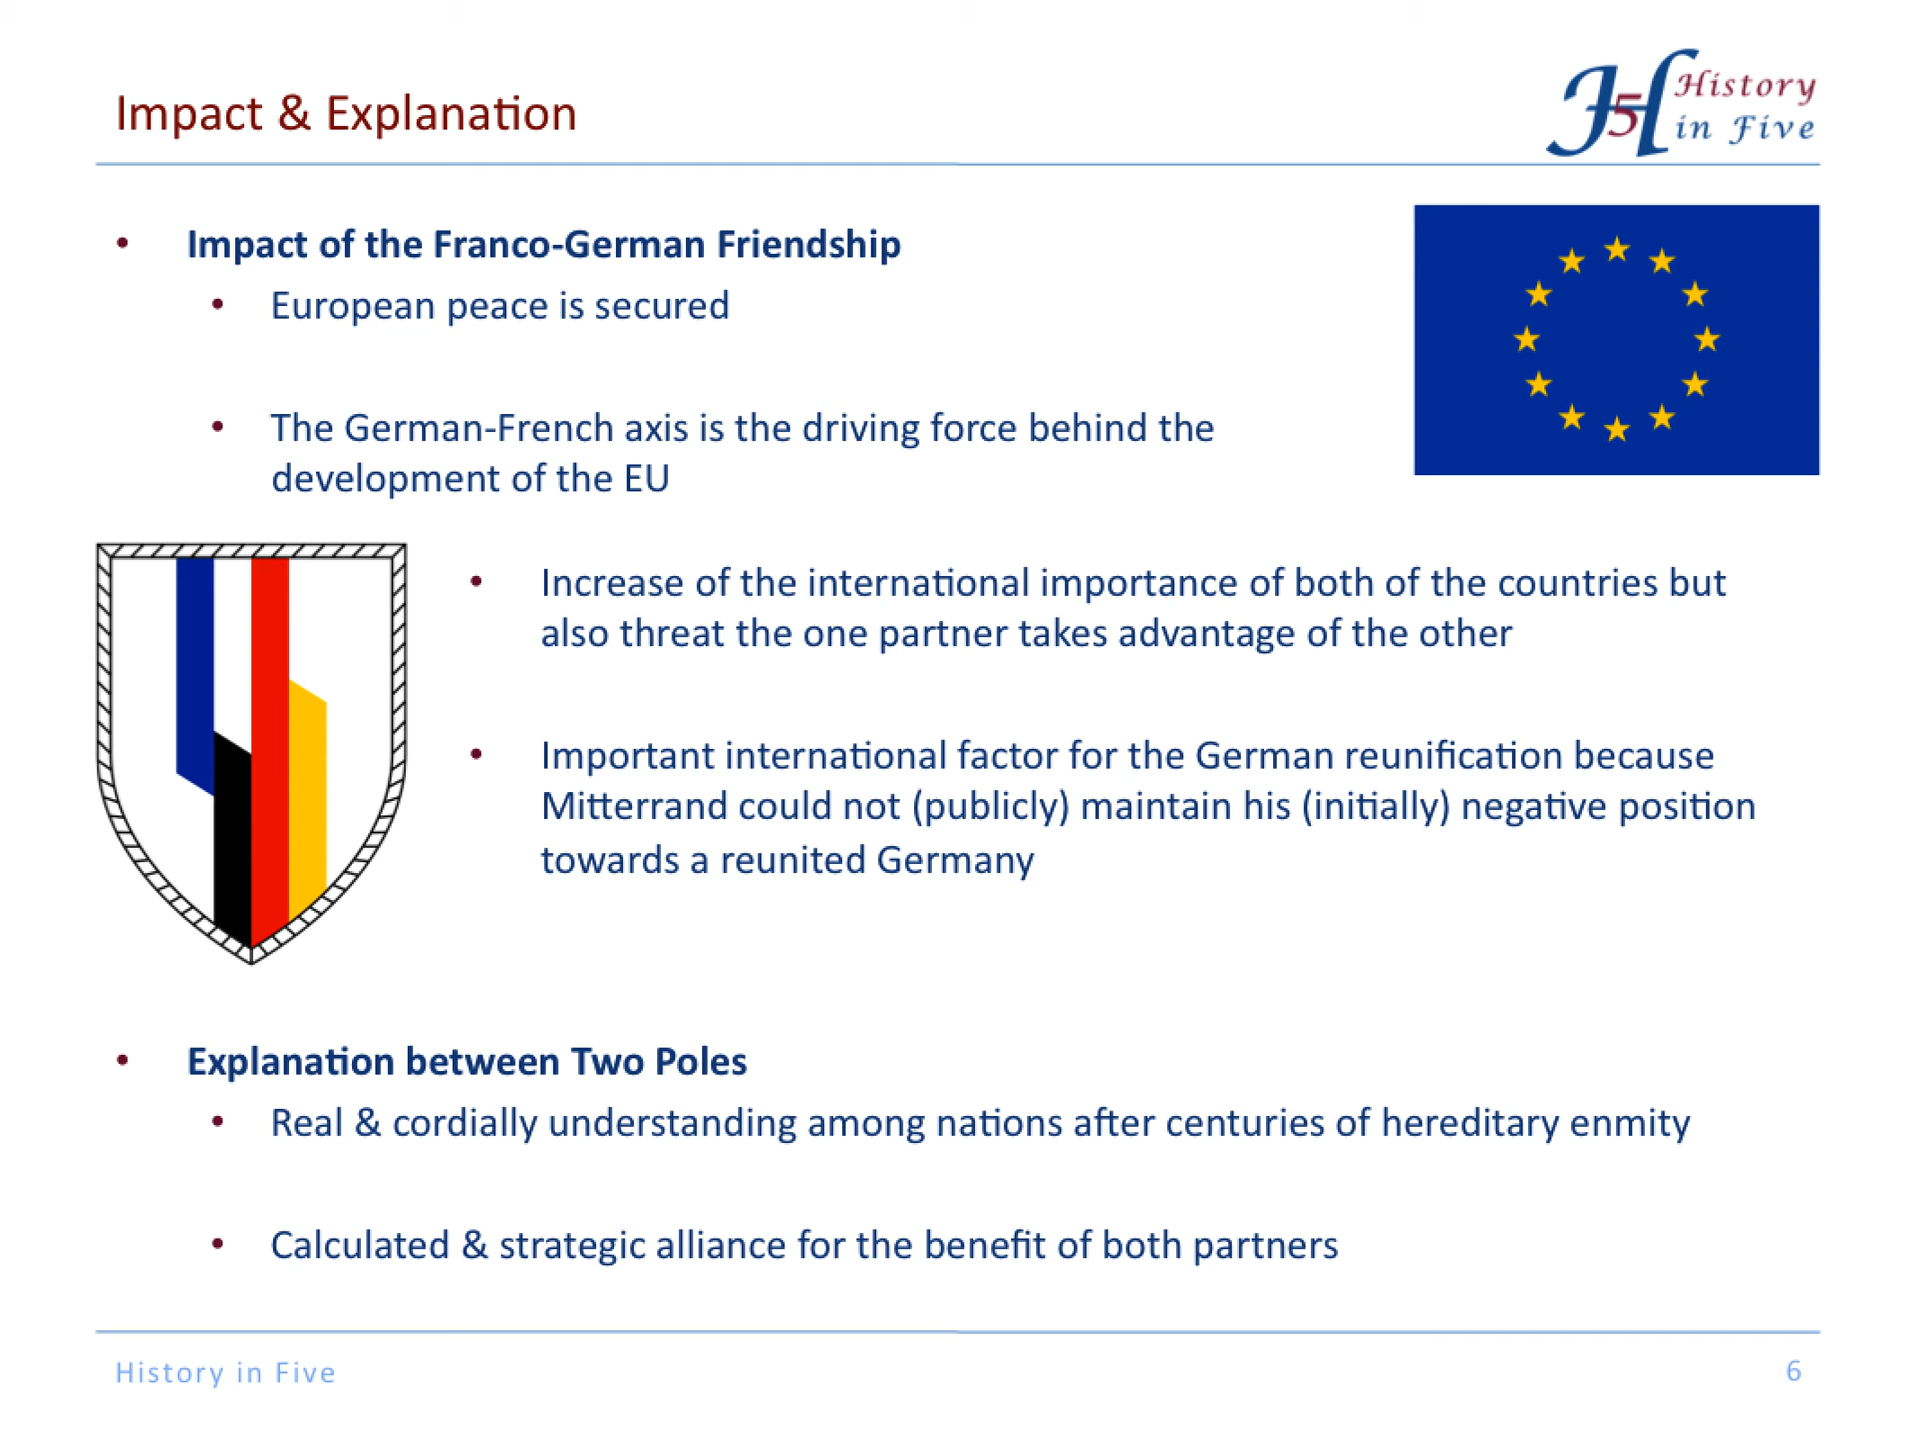 Impact & Explanation
History
in Five
• Impact of the Franco-German Friendship
• European peace is secured
• The German-French axis is the driving force behind the
development of the EU
• Increase of the international importance of both of the countries but
also threat the one partner takes advantage of the other
• Important international factor for the German reunification because
Mitterrand could not (publicly) maintain his (initially) negative position
towards a reunited Germany
• Explanation between Two Poles
• Real & cordially understanding among nations after centuries of hereditary enmity
• Calculated & strategic alliance for the benefit of both partners
History in Five
6